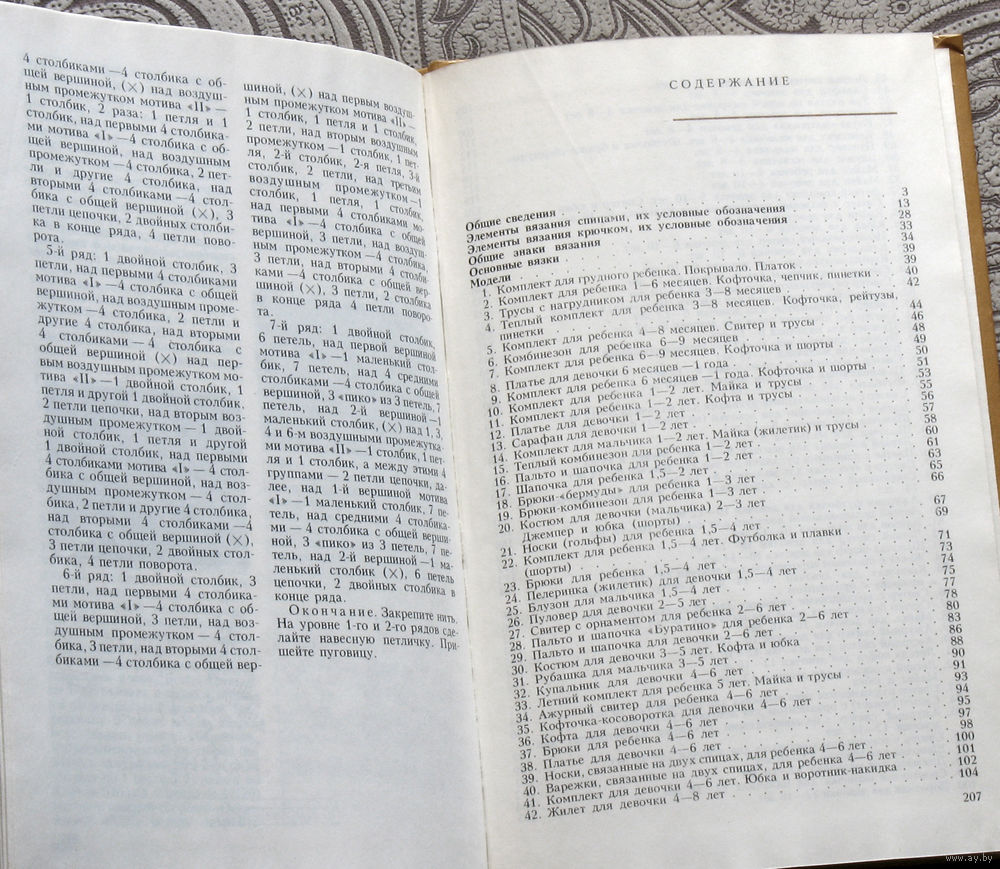 4 столбиками —4 столбика с об-
щей вершиной, (×) над воздуш-
ным промежутком мотива «II» —
1 столбик, 2 раза: 1 петля и 1
столбик, над первыми 4 столбика-
ми мотива «I» —4 столбика с об-
щей вершиной, над воздушным
промежутком —4 столбика, 2 пет-
ли и другие 4 столбика, над
вторыми 4 столбиками —4 стол-
бика с общей вершиной (×), 3
петли цепочки, 2 двойных столби-
ка в конце ряда, 4 петли пово-
рота.
5-й ряд: 1 двойной столбик, 3
петли, над первыми 4 столбиками
мотива «I» —4 столбика с общей
вершиной, над воздушным проме-
жутком —4 столбика, 2 петли и
другие 4 столбика, над вторыми
4 столбиками —4 столбика с
общей вершиной (×) над пер-
вым воздушным промежутком мо-
тива «II» —1 двойной столбик, 1
петля и другой 1 двойной столбик,
2 петли цепочки, над вторым воз-
душным промежутком — 1 двой-
ной столбик, 1 петля и другой
1 двойной столбик, над первыми
4 столбиками мотива «I» — 4 стол-
бика с общей вершиной, над воз-
душным промежутком —4 стол-
бика, 2 петли и другие 4 столбика,
над вторыми 4 столбиками —4
столбика с общей вершиной (×),
3 петли цепочки, 2 двойных стол-
бика, 4 петли поворота.
6-й ряд: 1 двойной столбик, 3
петли, над первыми 4 столбика-
ми мотива «I» —4 столбика с об-
щей вершиной, 3 петли, над воз-
душным промежутком — 4 стол-
бика, 3 петли, над вторыми 4 стол-
биками —4 столбика с общей вер-
шиной, (×) над первым воздуш-
ным промежутком мотива «II»—
1 столбик, 1 петля и 1 столбик,
2 петли, над вторым воздушным
промежутком —1 столбик, 1 пет-
ля, 2-й столбик, 2-я петля, 3-й
столбик, 2 петли, над третьим
воздушным промежутком —1
столбик, 1 петля, 1 столбик,
над первыми 4 столбиками мо-
тива «I» —4 столбика с общей
вершиной, 3 петли, над воздуш-
ным промежутком —4 столбика,
3 петли, над вторыми 4 столби-
ками —4 столбика с общей вер-
шиной (×), 3 петли, 2 столбика
в конце ряда 4 петли поворо-
та.
7-й ряд: 1 двойной столбик,
6 петель, над первой вершиной
мотива «I» —1 маленький столбик,
бик, 7 петель, над 4 средними
столбиками —4 столбика с общей
вершиной, 3 «пико» из 3 петель, 7
петель, над 2-й вершиной —1
маленький столбик, (×) над 1, 3,
4 и 6-м воздушными промежутка-
ми мотива «II» —1 столбик, 1 пет-
ля и 1 столбик, а между этими 4
группами — 2 петли цепочки, да-
лее, над 1-й вершиной мотива
«I» —1 маленький столбик, 7 пе-
тель, над средними 4 столбика-
ми — 4 столбика с общей верши-
ной, 3 «пико» из 3 петель, 7 пе-
тель, над 2-й вершиной —1 ма-
ленький столбик (×), 6 петель
цепочки, 2 двойных столбика в
конце ряда.
Окончание. Закрепите нить.
На уровне 1-го и 2-го рядов сде-
лайте навесную петличку. При-
шейте пуговицу.
СОДЕРЖАНИЕ
Общие сведения . 3
Элементы вязания спицами, их условные обозначения 13
Элементы вязания крючком, их условные обозначения 28
Общие знаки вязания 33
Основные вязки 34
Модели 39
1. Комплект для грудного ребенка. Покрывало. Платок . 39
2. Комплект для ребенка 1—6 месяцев. Кофточка, чепчик, пинетки . 40
3. Трусы с нагрудником для ребенка 3—8 месяцев 42
4. Теплый комплект для ребенка 3—8 месяцев. Кофточка, рейтузы,
пинетки 44
5. Комплект для ребенка 4—8 месяцев. Свитер и трусы 46
6. Комбинезон для ребенка 6—9 месяцев 48
7. Комплект для ребенка 6—9 месяцев. Кофточка и шорты 49
8. Платье для девочки 6 месяцев —1 года 50
9. Комплект для ребенка 6 месяцев —1 года. Кофточка и шорты 51
10. Комплект для ребенка 1—2 лет. Майка и трусы 53
11. Комплект для ребенка 1—2 лет. Кофта и трусы 55
12. Платье для девочки 1—2 лет 56
13. Сарафан для девочки 1—2 лет 57
14. Комплект для мальчика 1—2 лет. Майка (жилетик) и трусы 58
15. Теплый комбинезон для ребенка 1—2 лет 60
16. Пальто и шапочка для ребенка 1—2 лет 61
17. Шапочка для ребенка 1,5—2 лет 63
18. Брюки-«бермуды» для ребенка 1—3 лет 65
19. Брюки-комбинезон для ребенка 1—3 лет 66
20. Костюм для девочки (мальчика) 2—3 лет
Джемпер и юбка (шорты) 67
21. Носки (гольфы) для ребенка 1,5—4 лет 69
22. Комплект для ребенка 1,5—4 лет. Футболка и плавки
(шорты) 71
23. Брюки для ребенка 1,5—4 лет 73
24. Пелеринка (жилетик) для девочки 1,5—4 лет 74
25. Блузон для мальчика 1,5—4 лет 75
26. Пуловер для девочки 2—5 лет 77
27. Свитер с орнаментом для ребенка 2—6 лет 78
28. Пальто и шапочка «Буратино» для ребенка 2—6 лет 80
29. Пальто и шапочка для девочки 2—6 лет 83
30. Костюм для девочки 3—5 лет. Кофта и юбка 86
31. Рубашка для мальчика 3—5 лет 88
32. Купальник для девочки 4—6 лет 90
33. Летний комплект для ребенка 5 лет. Майка и трусы 91
34. Ажурный свитер для ребенка 4—6 лет 93
35. Кофточка-косоворотка для девочки 4—6 лет 94
36. Кофта для девочки 4—6 лет 95
37. Брюки для ребенка 4—6 лет 97
38. Платье для девочки 4—6 лет 98
39. Носки, связанные на двух спицах, для ребенка 4—6 лет 100
40. Варежки, связанные на двух спицах, для ребенка 4—6 лет 101
41. Комплект для девочки 4—6 лет. Юбка и воротник-накидка 102
42. Жилет для девочки 4—8 лет 104
207
www.ay.by